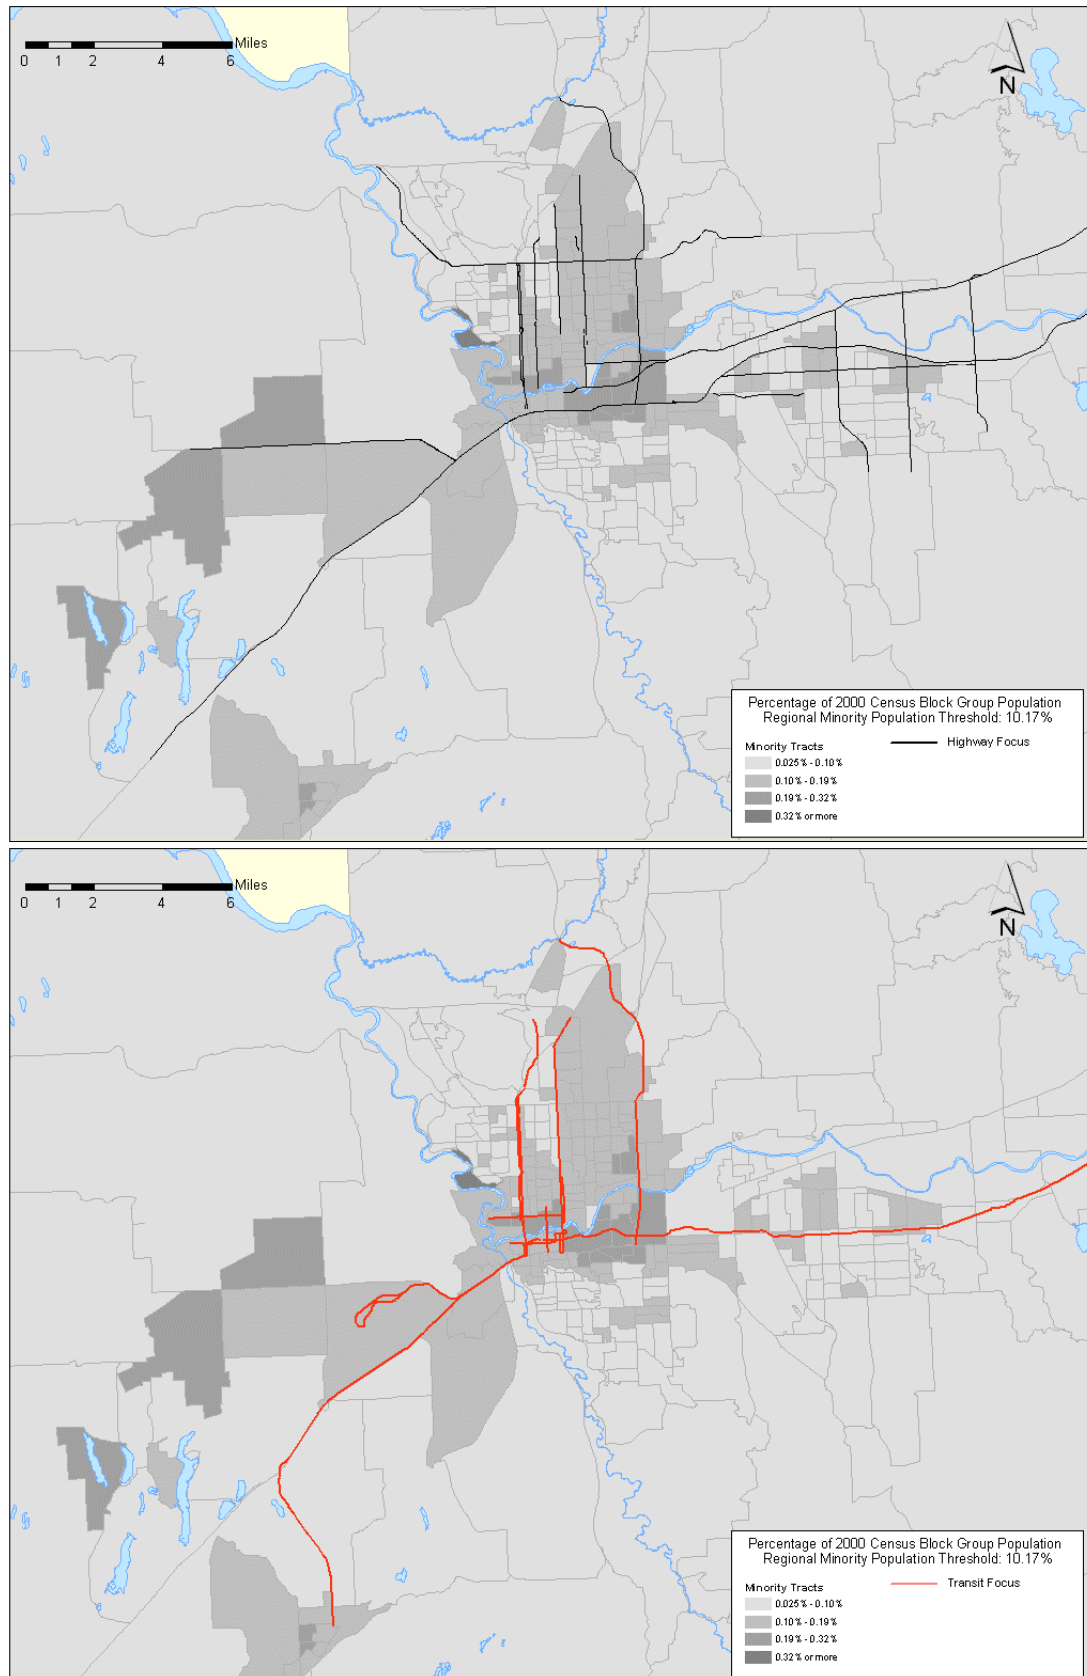 Miles
0 1 2 4 6
N
Percentage of 2000 Census Block Group Population
Regional Minority Population Threshold: 10.17%
Minority Tracts
Highway Focus
0.025% - 0.10%
0.10% - 0.19%
0.19% - 0.32%
0.32% or more
Miles
0 1 2 4 6
N
Percentage of 2000 Census Block Group Population
Regional Minority Population Threshold: 10.17%
Minority Tracts
Transit Focus
0.025% - 0.10%
0.10% - 0.19%
0.19% - 0.32%
0.32% or more